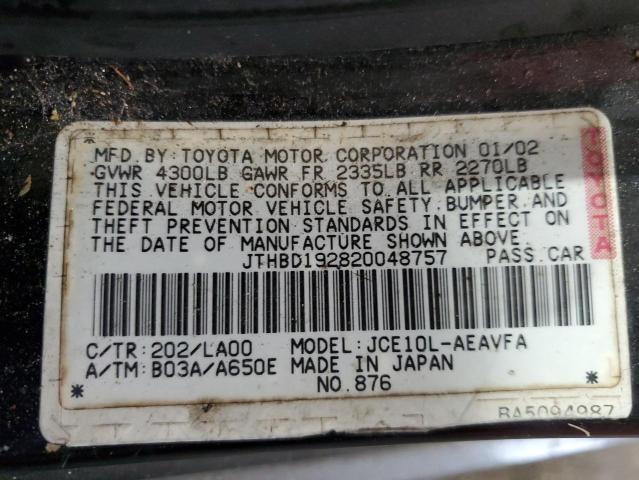 MFD. BY: TOYOTA MOTOR CORPORATION 01/02
GVWR 4300LB GAWR FR 2335LB RR 2270LB
THIS VEHICLE CONFORMS TO ALL APPLICABLE
FEDERAL MOTOR VEHICLE SAFETY, BUMPER, AND
THEFT PREVENTION STANDARDS IN EFFECT ON
THE DATE OF MANUFACTURE SHOWN ABOVE.
JTHBD192820048757 PASS. CAR
C/TR: 202/LA00 MODEL: JCE10L-AEAVFA
A/TM: B03A/A650E MADE IN JAPAN
NO. 876
BA5094987
TOYOTA